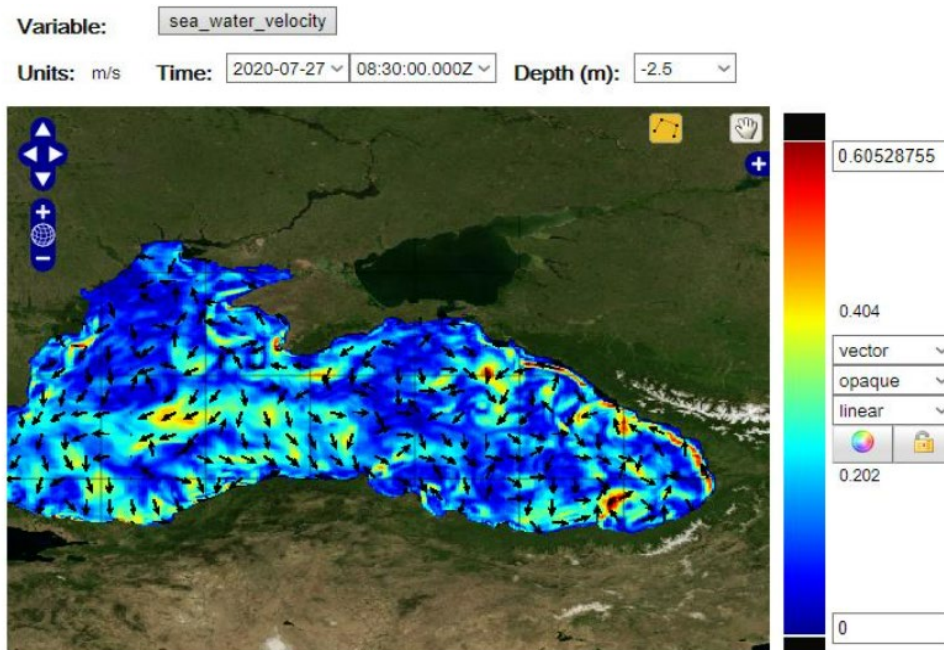 Variable: sea_water_velocity
Units: m/s Time: 2020-07-27 08:30:00.000Z Depth (m): -2.5
0.60528755
0.404
vector
opaque
linear
0.202
0